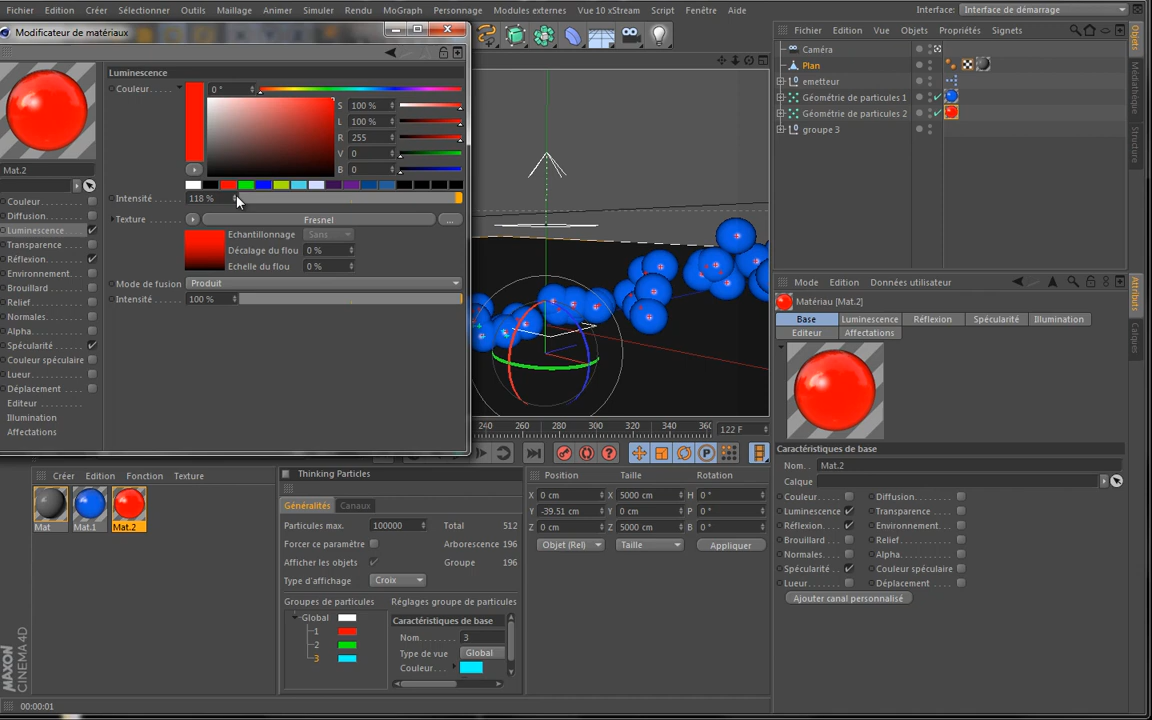 Fichier Edition Créer Sélectionner Outils Maillage Animer Simuler Rendu MoGraph Personnage Modules externes Vue 10 xStream Script Fenêtre Aide Interface: Interface de démarrage
Modificateur de matériaux
Luminescence
Couleur 0 °
S 100 %
L 100 %
R 255
V 0
B 0
Intensité 118 %
Texture Fresnel ...
Echantillonnage Sans
Décalage du flou 0 %
Echelle du flou 0 %
Mode de fusion Produit
Intensité 100 %
Mat.2
Couleur
Diffusion
Luminescence
Transparence
Réflexion
Environnement
Brouillard
Relief
Normales
Alpha
Spécularité
Couleur spéculaire
Lueur
Déplacement
Editeur
Illumination
Affectations
Fichier Edition Vue Objets Propriétés Signets
Caméra
Plan
emetteur
Géométrie de particules 1
Géométrie de particules 2
groupe 3
Objets
Médiathèque
Structure
240 260 280 300 320 340 360 122 F
Mode Edition Données utilisateur
Matériau [Mat.2]
Base Luminescence Réflexion Spécularité Illumination
Editeur Affectations
Caractéristiques de base
Nom Mat.2
Calque
Couleur Diffusion
Luminescence Transparence
Réflexion Environnement
Brouillard Relief
Normales Alpha
Spécularité Couleur spéculaire
Lueur Déplacement
Ajouter canal personnalisé
Attributs
Calques
Créer Edition Fonction Texture
Mat Mat.1 Mat.2
Thinking Particles
Généralités Canaux
Particules max. 100000 Total 512
Forcer ce paramètre Arborescence 196
Afficher les objets Groupe 196
Type d'affichage Croix
Groupes de particules Réglages groupe de particules
Global
1
2
3
Caractéristiques de base
Nom 3
Type de vue Global
Couleur
Position Taille Rotation
X 0 cm X 5000 cm H 0 °
Y -39.51 cm Y 0 cm P 0 °
Z 0 cm Z 5000 cm B 0 °
Objet (Rel) Taille Appliquer
MAXON
CINEMA 4D
00:00:01